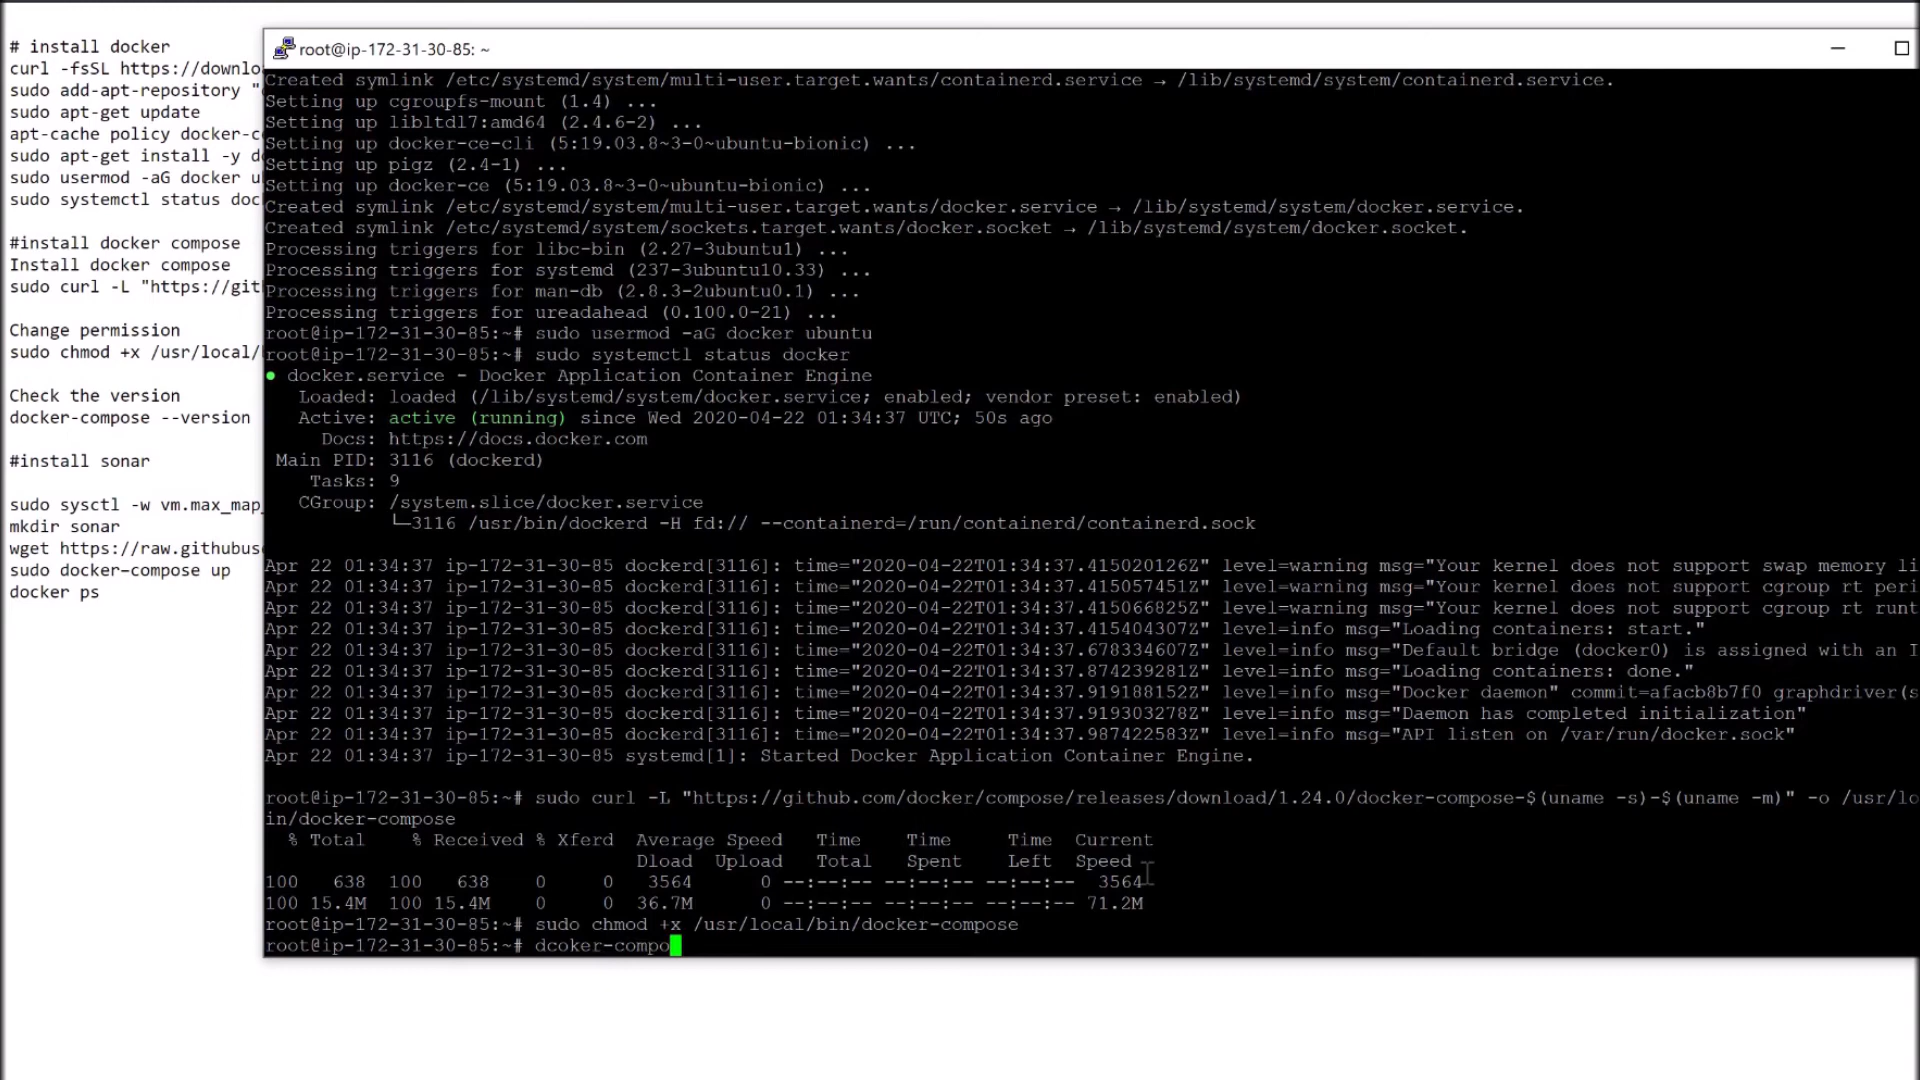 # install docker
curl -fsSL https://downlo
sudo add-apt-repository "
sudo apt-get update
apt-cache policy docker-c
sudo apt-get install -y d
sudo usermod -aG docker u
sudo systemctl status doc
#install docker compose
Install docker compose
sudo curl -L "https://git
Change permission
sudo chmod +x /usr/local/
Check the version
docker-compose --version
#install sonar
sudo sysctl -w vm.max_map_
mkdir sonar
wget https://raw.githubus
sudo docker-compose up
docker ps
root@ip-172-31-30-85: ~
Created symlink /etc/systemd/system/multi-user.target.wants/containerd.service → /lib/systemd/system/containerd.service.
Setting up cgroupfs-mount (1.4) ...
Setting up libltdl7:amd64 (2.4.6-2) ...
Setting up docker-ce-cli (5:19.03.8~3-0~ubuntu-bionic) ...
Setting up pigz (2.4-1) ...
Setting up docker-ce (5:19.03.8~3-0~ubuntu-bionic) ...
Created symlink /etc/systemd/system/multi-user.target.wants/docker.service → /lib/systemd/system/docker.service.
Created symlink /etc/systemd/system/sockets.target.wants/docker.socket → /lib/systemd/system/docker.socket.
Processing triggers for libc-bin (2.27-3ubuntu1) ...
Processing triggers for systemd (237-3ubuntu10.33) ...
Processing triggers for man-db (2.8.3-2ubuntu0.1) ...
Processing triggers for ureadahead (0.100.0-21) ...
root@ip-172-31-30-85:~# sudo usermod -aG docker ubuntu
root@ip-172-31-30-85:~# sudo systemctl status docker
● docker.service - Docker Application Container Engine
Loaded: loaded (/lib/systemd/system/docker.service; enabled; vendor preset: enabled)
Active: active (running) since Wed 2020-04-22 01:34:37 UTC; 50s ago
Docs: https://docs.docker.com
Main PID: 3116 (dockerd)
Tasks: 9
CGroup: /system.slice/docker.service
└─3116 /usr/bin/dockerd -H fd:// --containerd=/run/containerd/containerd.sock
Apr 22 01:34:37 ip-172-31-30-85 dockerd[3116]: time="2020-04-22T01:34:37.415020126Z" level=warning msg="Your kernel does not support swap memory li
Apr 22 01:34:37 ip-172-31-30-85 dockerd[3116]: time="2020-04-22T01:34:37.415057451Z" level=warning msg="Your kernel does not support cgroup rt peri
Apr 22 01:34:37 ip-172-31-30-85 dockerd[3116]: time="2020-04-22T01:34:37.415066825Z" level=warning msg="Your kernel does not support cgroup rt runt
Apr 22 01:34:37 ip-172-31-30-85 dockerd[3116]: time="2020-04-22T01:34:37.415404307Z" level=info msg="Loading containers: start."
Apr 22 01:34:37 ip-172-31-30-85 dockerd[3116]: time="2020-04-22T01:34:37.678334607Z" level=info msg="Default bridge (docker0) is assigned with an I
Apr 22 01:34:37 ip-172-31-30-85 dockerd[3116]: time="2020-04-22T01:34:37.874239281Z" level=info msg="Loading containers: done."
Apr 22 01:34:37 ip-172-31-30-85 dockerd[3116]: time="2020-04-22T01:34:37.919188152Z" level=info msg="Docker daemon" commit=afacb8b7f0 graphdriver(s
Apr 22 01:34:37 ip-172-31-30-85 dockerd[3116]: time="2020-04-22T01:34:37.919303278Z" level=info msg="Daemon has completed initialization"
Apr 22 01:34:37 ip-172-31-30-85 dockerd[3116]: time="2020-04-22T01:34:37.987422583Z" level=info msg="API listen on /var/run/docker.sock"
Apr 22 01:34:37 ip-172-31-30-85 systemd[1]: Started Docker Application Container Engine.
root@ip-172-31-30-85:~# sudo curl -L "https://github.com/docker/compose/releases/download/1.24.0/docker-compose-$(uname -s)-$(uname -m)" -o /usr/lo
in/docker-compose
% Total % Received % Xferd Average Speed Time Time Time Current
Dload Upload Total Spent Left Speed
100 638 100 638 0 0 3564 0 --:--:-- --:--:-- --:--:-- 3564
100 15.4M 100 15.4M 0 0 36.7M 0 --:--:-- --:--:-- --:--:-- 71.2M
root@ip-172-31-30-85:~# sudo chmod +x /usr/local/bin/docker-compose
root@ip-172-31-30-85:~# dcoker-compo